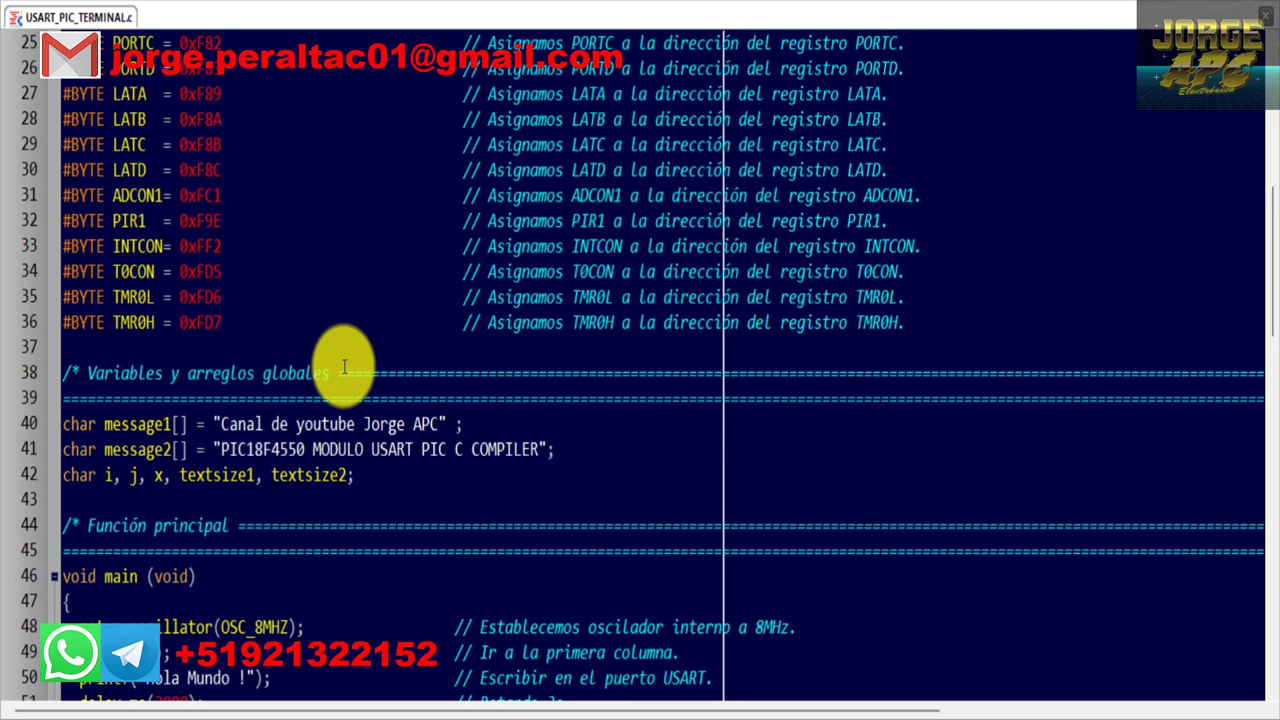 USART_PIC_TERMINAL.c
JORGE
APC
Electrónica
jorge.peraltac01@gmail.com
25 PORTC = 0xF82 // Asignamos PORTC a la dirección del registro PORTC.
26 // Asignamos PORTD a la dirección del registro PORTD.
27 #BYTE LATA = 0xF89 // Asignamos LATA a la dirección del registro LATA.
28 #BYTE LATB = 0xF8A // Asignamos LATB a la dirección del registro LATB.
29 #BYTE LATC = 0xF8B // Asignamos LATC a la dirección del registro LATC.
30 #BYTE LATD = 0xF8C // Asignamos LATD a la dirección del registro LATD.
31 #BYTE ADCON1= 0xFC1 // Asignamos ADCON1 a la dirección del registro ADCON1.
32 #BYTE PIR1 = 0xF9E // Asignamos PIR1 a la dirección del registro PIR1.
33 #BYTE INTCON= 0xFF2 // Asignamos INTCON a la dirección del registro INTCON.
34 #BYTE T0CON = 0xFD5 // Asignamos T0CON a la dirección del registro T0CON.
35 #BYTE TMR0L = 0xFD6 // Asignamos TMR0L a la dirección del registro TMR0L.
36 #BYTE TMR0H = 0xFD7 // Asignamos TMR0H a la dirección del registro TMR0H.
37
38 /* Variables y arreglos globales ================================
39 ================================
40 char message1[] = "Canal de youtube Jorge APC" ;
41 char message2[] = "PIC18F4550 MODULO USART PIC C COMPILER";
42 char i, j, x, textsize1, textsize2;
43
44 /* Función principal ================================
45 ================================
46 void main (void)
47 {
48 illator(OSC_8MHZ); // Establecemos oscilador interno a 8MHz.
49 ; // Ir a la primera columna.
50 Mundo !"); // Escribir en el puerto USART.
+51921322152